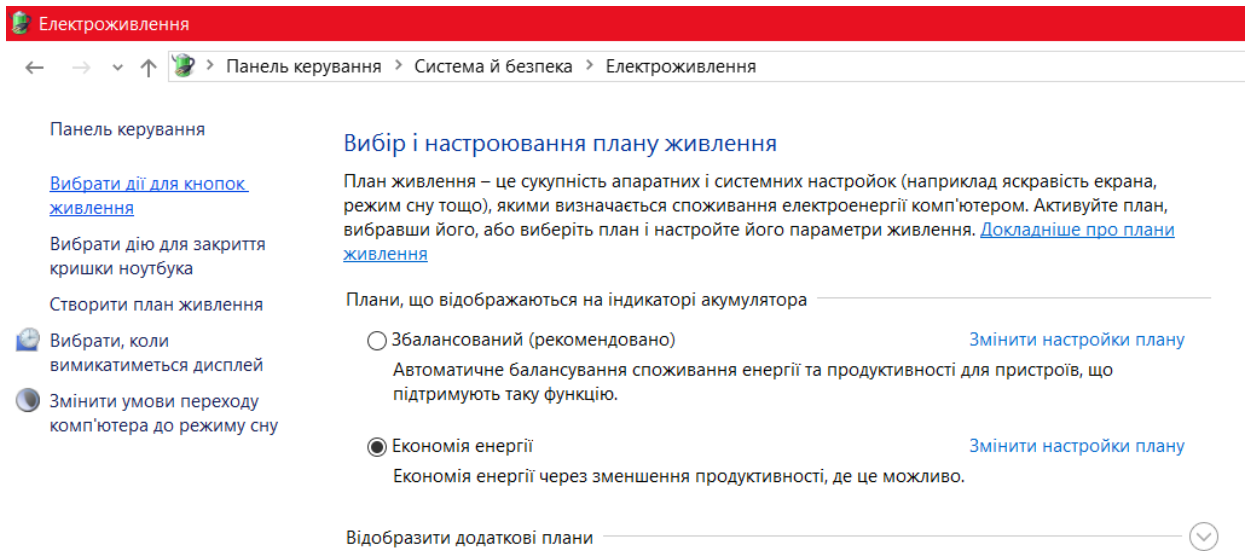 Електроживлення
Панель керування > Система й безпека > Електроживлення
Панель керування
Вибрати дії для кнопок
живлення
Вибрати дію для закриття
кришки ноутбука
Створити план живлення
Вибрати, коли
вимикатиметься дисплей
Змінити умови переходу
комп'ютера до режиму сну
Вибір і настроювання плану живлення
План живлення – це сукупність апаратних і системних настройок (наприклад яскравість екрана,
режим сну тощо), якими визначається споживання електроенергії комп'ютером. Активуйте план,
вибравши його, або виберіть план і настройте його параметри живлення. Докладніше про плани
живлення
Плани, що відображаються на індикаторі акумулятора
Збалансований (рекомендовано) Змінити настройки плану
Автоматичне балансування споживання енергії та продуктивності для пристроїв, що
підтримують таку функцію.
Економія енергії Змінити настройки плану
Економія енергії через зменшення продуктивності, де це можливо.
Відобразити додаткові плани